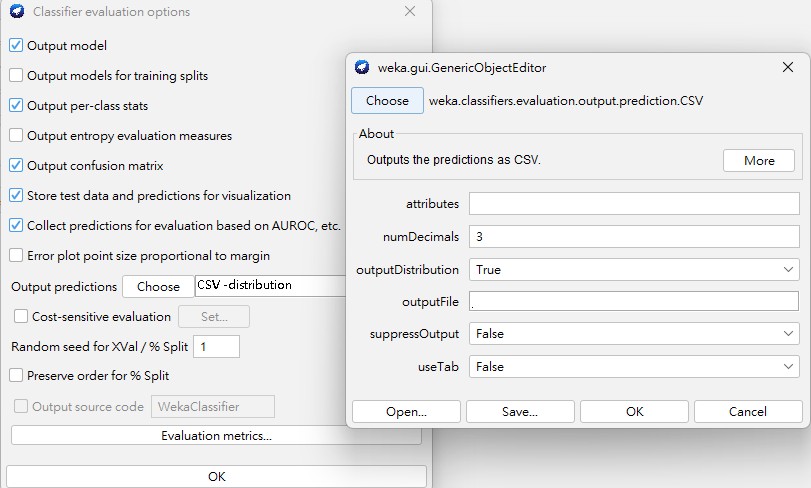 Classifier evaluation options
Output model
Output models for training splits
Output per-class stats
Output entropy evaluation measures
Output confusion matrix
Store test data and predictions for visualization
Collect predictions for evaluation based on AUROC, etc.
Error plot point size proportional to margin
Output predictions Choose CSV -distribution
Cost-sensitive evaluation Set...
Random seed for XVal / % Split 1
Preserve order for % Split
Output source code WekaClassifier
Evaluation metrics...
OK
weka.gui.GenericObjectEditor
Choose weka.classifiers.evaluation.output.prediction.CSV
About
Outputs the predictions as CSV. More
attributes
numDecimals 3
outputDistribution True
outputFile .
suppressOutput False
useTab False
Open... Save... OK Cancel